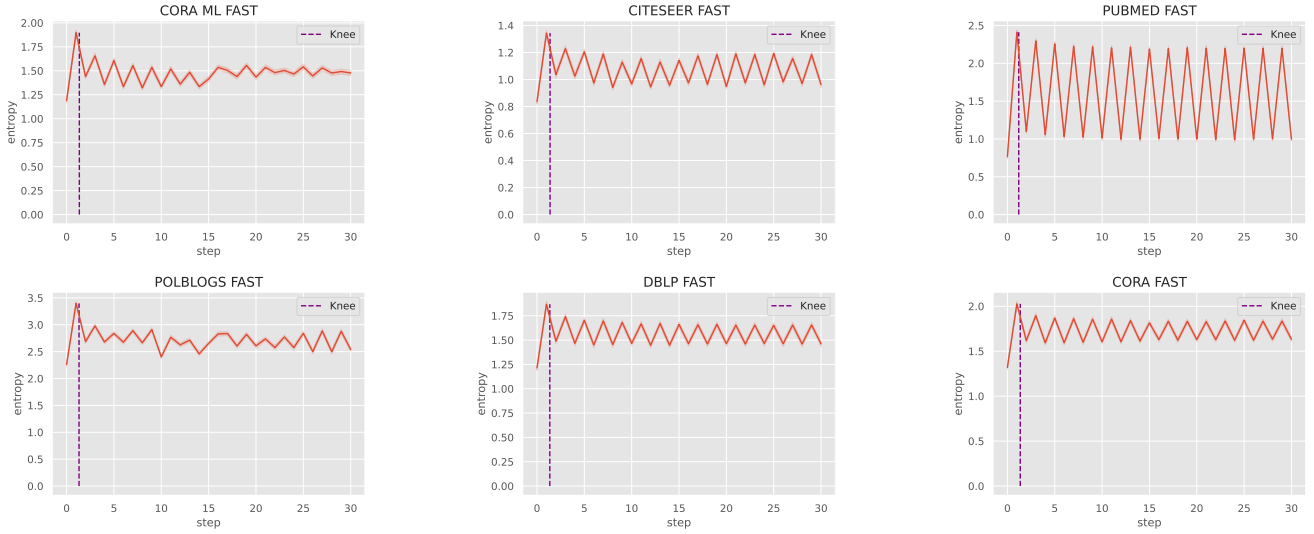 CORA ML FAST
2.00
1.75
1.50
1.25
1.00
0.75
0.50
0.25
0.00
entropy
0 5 10 15 20 25 30
step
Knee
CITESEER FAST
1.4
1.2
1.0
0.8
0.6
0.4
0.2
0.0
entropy
0 5 10 15 20 25 30
step
Knee
PUBMED FAST
2.5
2.0
1.5
1.0
0.5
0.0
entropy
0 5 10 15 20 25 30
step
Knee
POLBLOGS FAST
3.5
3.0
2.5
2.0
1.5
1.0
0.5
0.0
entropy
0 5 10 15 20 25 30
step
Knee
DBLP FAST
1.75
1.50
1.25
1.00
0.75
0.50
0.25
0.00
entropy
0 5 10 15 20 25 30
step
Knee
CORA FAST
2.0
1.5
1.0
0.5
0.0
entropy
0 5 10 15 20 25 30
step
Knee